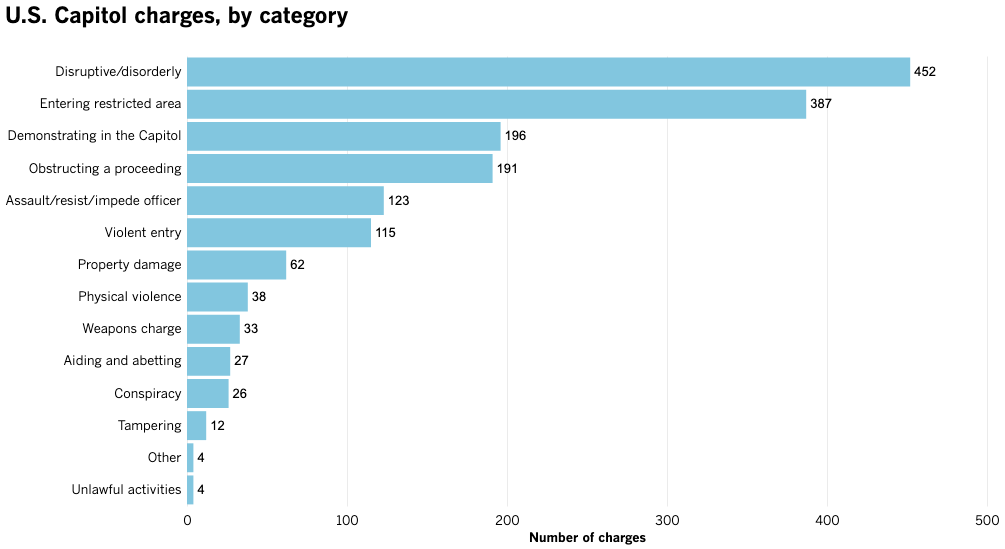 U.S. Capitol charges, by category
Disruptive/disorderly 452
Entering restricted area 387
Demonstrating in the Capitol 196
Obstructing a proceeding 191
Assault/resist/impede officer 123
Violent entry 115
Property damage 62
Physical violence 38
Weapons charge 33
Aiding and abetting 27
Conspiracy 26
Tampering 12
Other 4
Unlawful activities 4
0 100 200 300 400 500
Number of charges